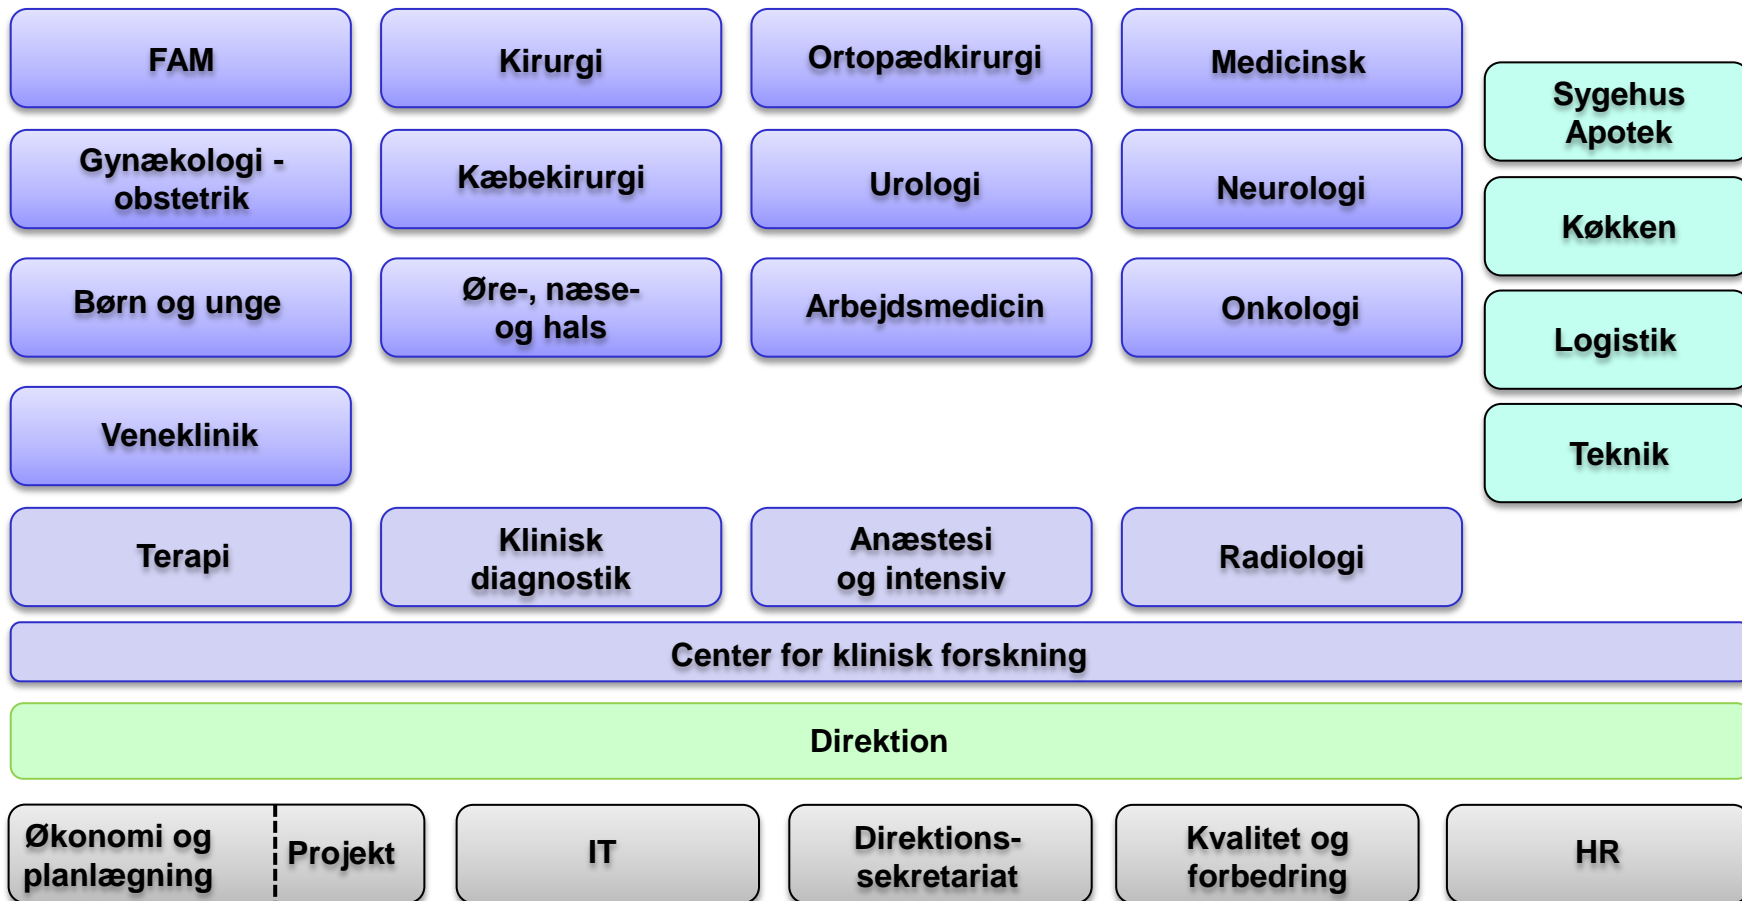 FAM
Kirurgi
Ortopædkirurgi
Medicinsk
Sygehus
Apotek
Gynækologi -
obstetrik
Kæbekirurgi
Urologi
Neurologi
Køkken
Børn og unge
Øre-, næse-
og hals
Arbejdsmedicin
Onkologi
Logistik
Veneklinik
Teknik
Terapi
Klinisk
diagnostik
Anæstesi
og intensiv
Radiologi
Center for klinisk forskning
Direktion
Økonomi og
planlægning
Projekt
IT
Direktions-
sekretariat
Kvalitet og
forbedring
HR